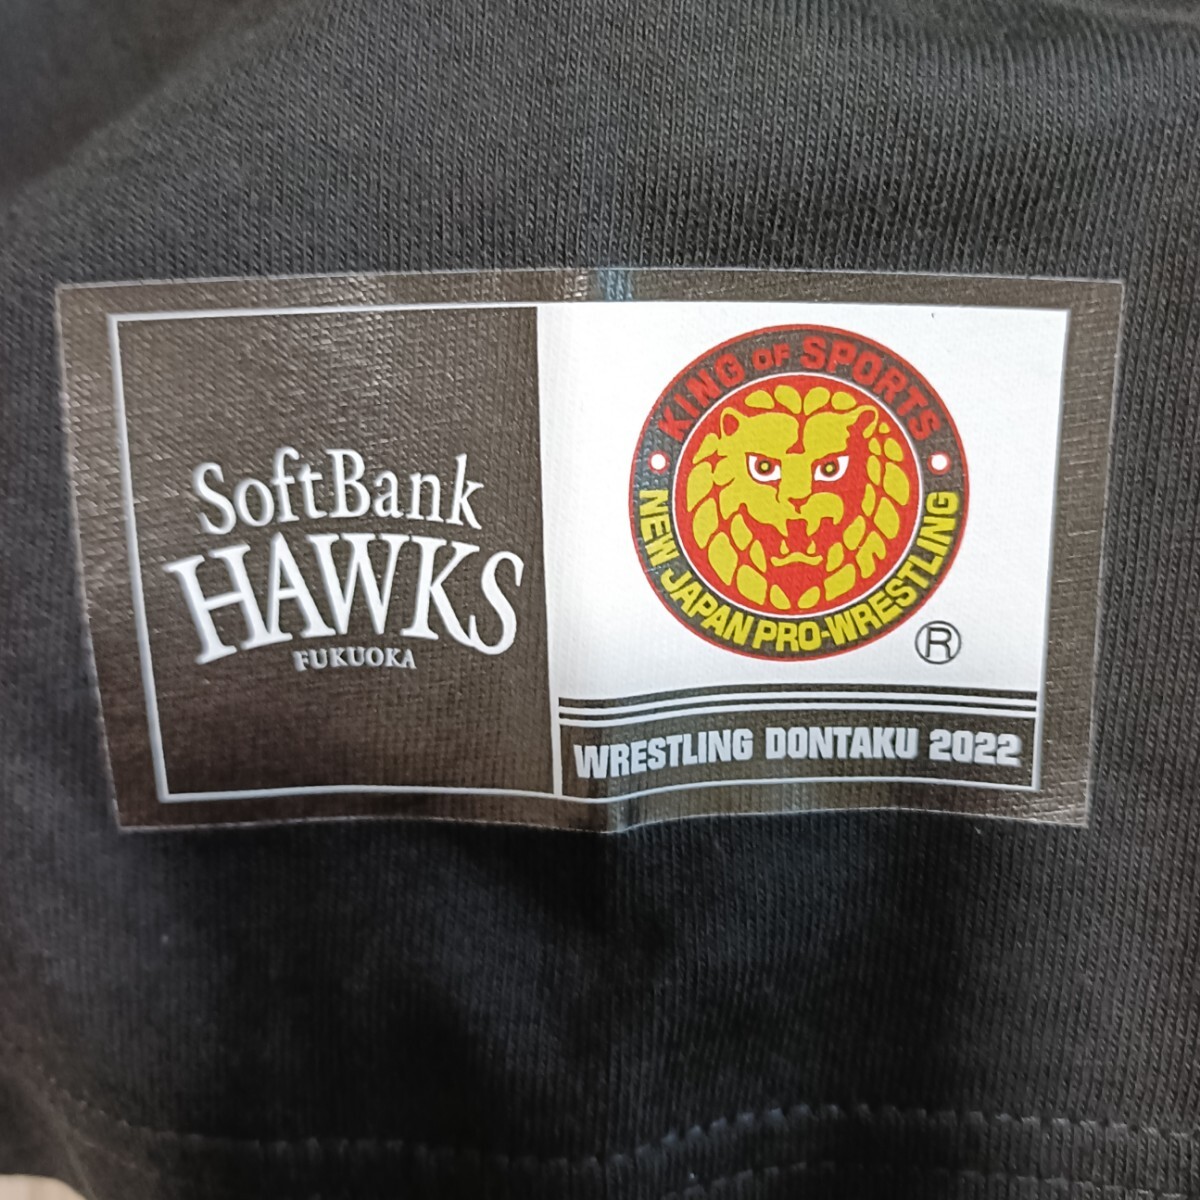 SoftBank
HAWKS
FUKUOKA
KING OF SPORTS
NEW JAPAN PRO-WRESTLING
®
WRESTLING DONTAKU 2022